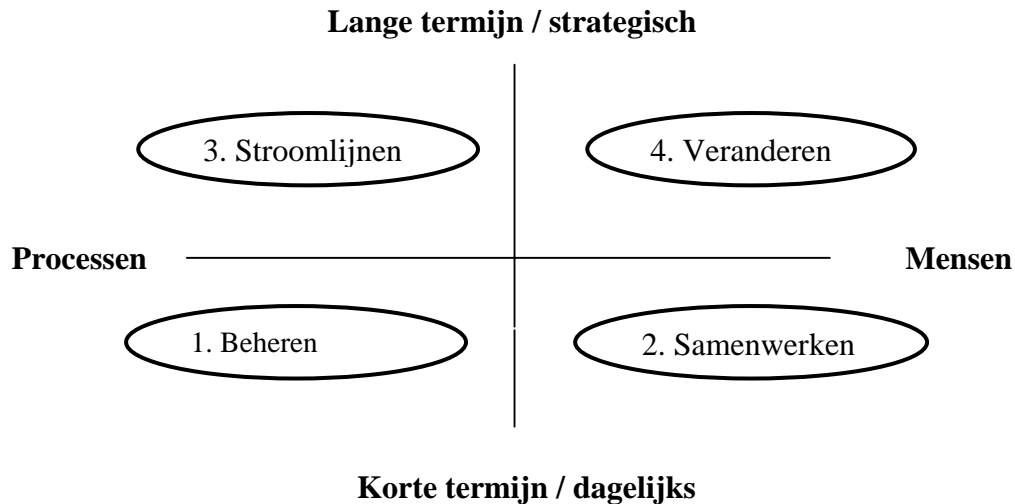 Lange termijn / strategisch
3. Stroomlijnen
4. Veranderen
Processen
Mensen
1. Beheren
2. Samenwerken
Korte termijn / dagelijks